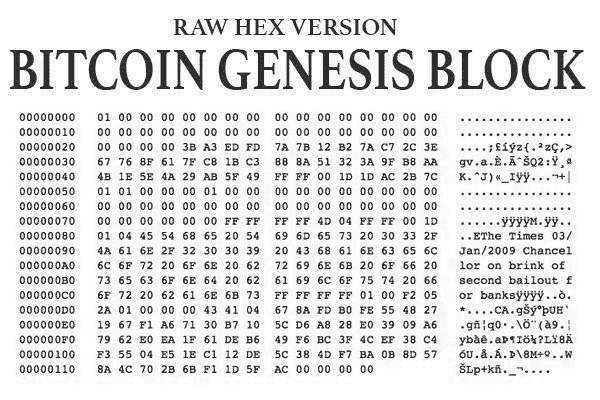 RAW HEX VERSION
BITCOIN GENESIS BLOCK
00000000 01 00 00 00 00 00 00 00 00 00 00 00 00 00 00 00 ................
00000010 00 00 00 00 00 00 00 00 00 00 00 00 00 00 00 00 ................
00000020 00 00 00 00 3B A3 ED FD 7A 7B 12 B2 7A C7 2C 3E ....;£íýz{.²zÇ,>
00000030 67 76 8F 61 7F C8 1B C3 88 8A 51 32 3A 9F B8 AA gv.a.È.ÃˆŠQ2:Ÿ¸ª
00000040 4B 1E 5E 4A 29 AB 5F 49 FF FF 00 1D 1D AC 2B 7C K.^J)«_Iÿÿ...¬+|
00000050 01 01 00 00 00 01 00 00 00 00 00 00 00 00 00 00 ................
00000060 00 00 00 00 00 00 00 00 00 00 00 00 00 00 00 00 ................
00000070 00 00 00 00 00 00 FF FF FF FF 4D 04 FF FF 00 1D ......ÿÿÿÿM.ÿÿ..
00000080 01 04 45 54 68 65 20 54 69 6D 65 73 20 30 33 2F ..EThe Times 03/
00000090 4A 61 6E 2F 32 30 30 39 20 43 68 61 6E 63 65 6C Jan/2009 Chancel
000000A0 6C 6F 72 20 6F 6E 20 62 72 69 6E 6B 20 6F 66 20 lor on brink of
000000B0 73 65 63 6F 6E 64 20 62 61 69 6C 6F 75 74 20 66 second bailout f
000000C0 6F 72 20 62 61 6E 6B 73 FF FF FF FF 01 00 F2 05 or banksÿÿÿÿ..ò.
000000D0 2A 01 00 00 00 43 41 04 67 8A FD B0 FE 55 48 27 *....CA.gŠý°þUH'
000000E0 19 67 F1 A6 71 30 B7 10 5C D6 A8 28 E0 39 09 A6 .gñ¦q0·.\Ö¨(à9.¦
000000F0 79 62 E0 EA 1F 61 DE B6 49 F6 BC 3F 4C EF 38 C4 ybàê.aÞ¶Iö¼?Lï8Ä
00000100 F3 55 04 E5 1E C1 12 DE 5C 38 4D F7 BA 0B 8D 57 óU.å.Á.Þ\8M÷º..W
00000110 8A 4C 70 2B 6B F1 1D 5F AC 00 00 00 00 ŠLp+kñ._¬....